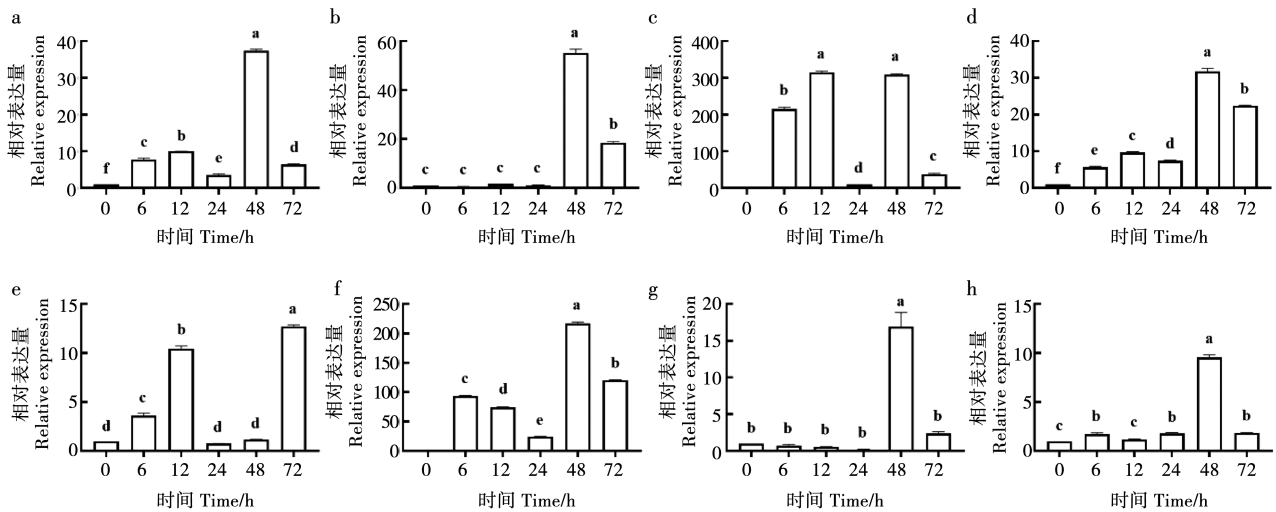 a
相对表达量
Relative expression
40
30
20
10
0
f
c
b
e
a
d
0 6 12 24 48 72
时间 Time/h
b
相对表达量
Relative expression
60
40
20
0
c
c
c
c
a
b
0 6 12 24 48 72
时间 Time/h
c
相对表达量
Relative expression
400
300
200
100
0
b
a
d
a
c
0 6 12 24 48 72
时间 Time/h
d
相对表达量
Relative expression
40
30
20
10
0
f
e
c
d
a
b
0 6 12 24 48 72
时间 Time/h
e
相对表达量
Relative expression
15
10
5
0
d
c
b
d
d
a
0 6 12 24 48 72
时间 Time/h
f
相对表达量
Relative expression
250
200
150
100
50
0
c
d
e
a
b
0 6 12 24 48 72
时间 Time/h
g
相对表达量
Relative expression
20
15
10
5
0
b
b
b
b
a
b
0 6 12 24 48 72
时间 Time/h
h
相对表达量
Relative expression
15
10
5
0
c
b
c
b
a
b
0 6 12 24 48 72
时间 Time/h